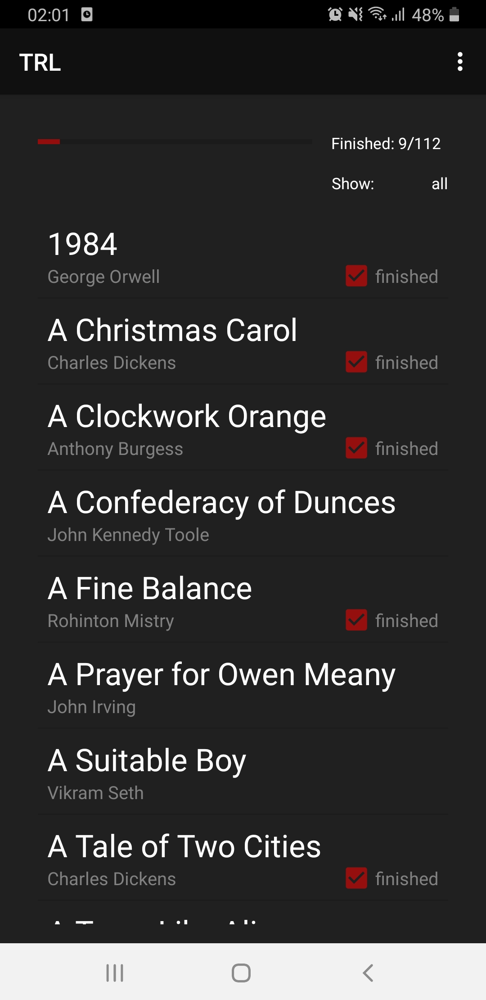 02:01 48%
TRL
Finished: 9/112
Show: all
1984
George Orwell finished
A Christmas Carol
Charles Dickens finished
A Clockwork Orange
Anthony Burgess finished
A Confederacy of Dunces
John Kennedy Toole
A Fine Balance
Rohinton Mistry finished
A Prayer for Owen Meany
John Irving
A Suitable Boy
Vikram Seth
A Tale of Two Cities
Charles Dickens finished